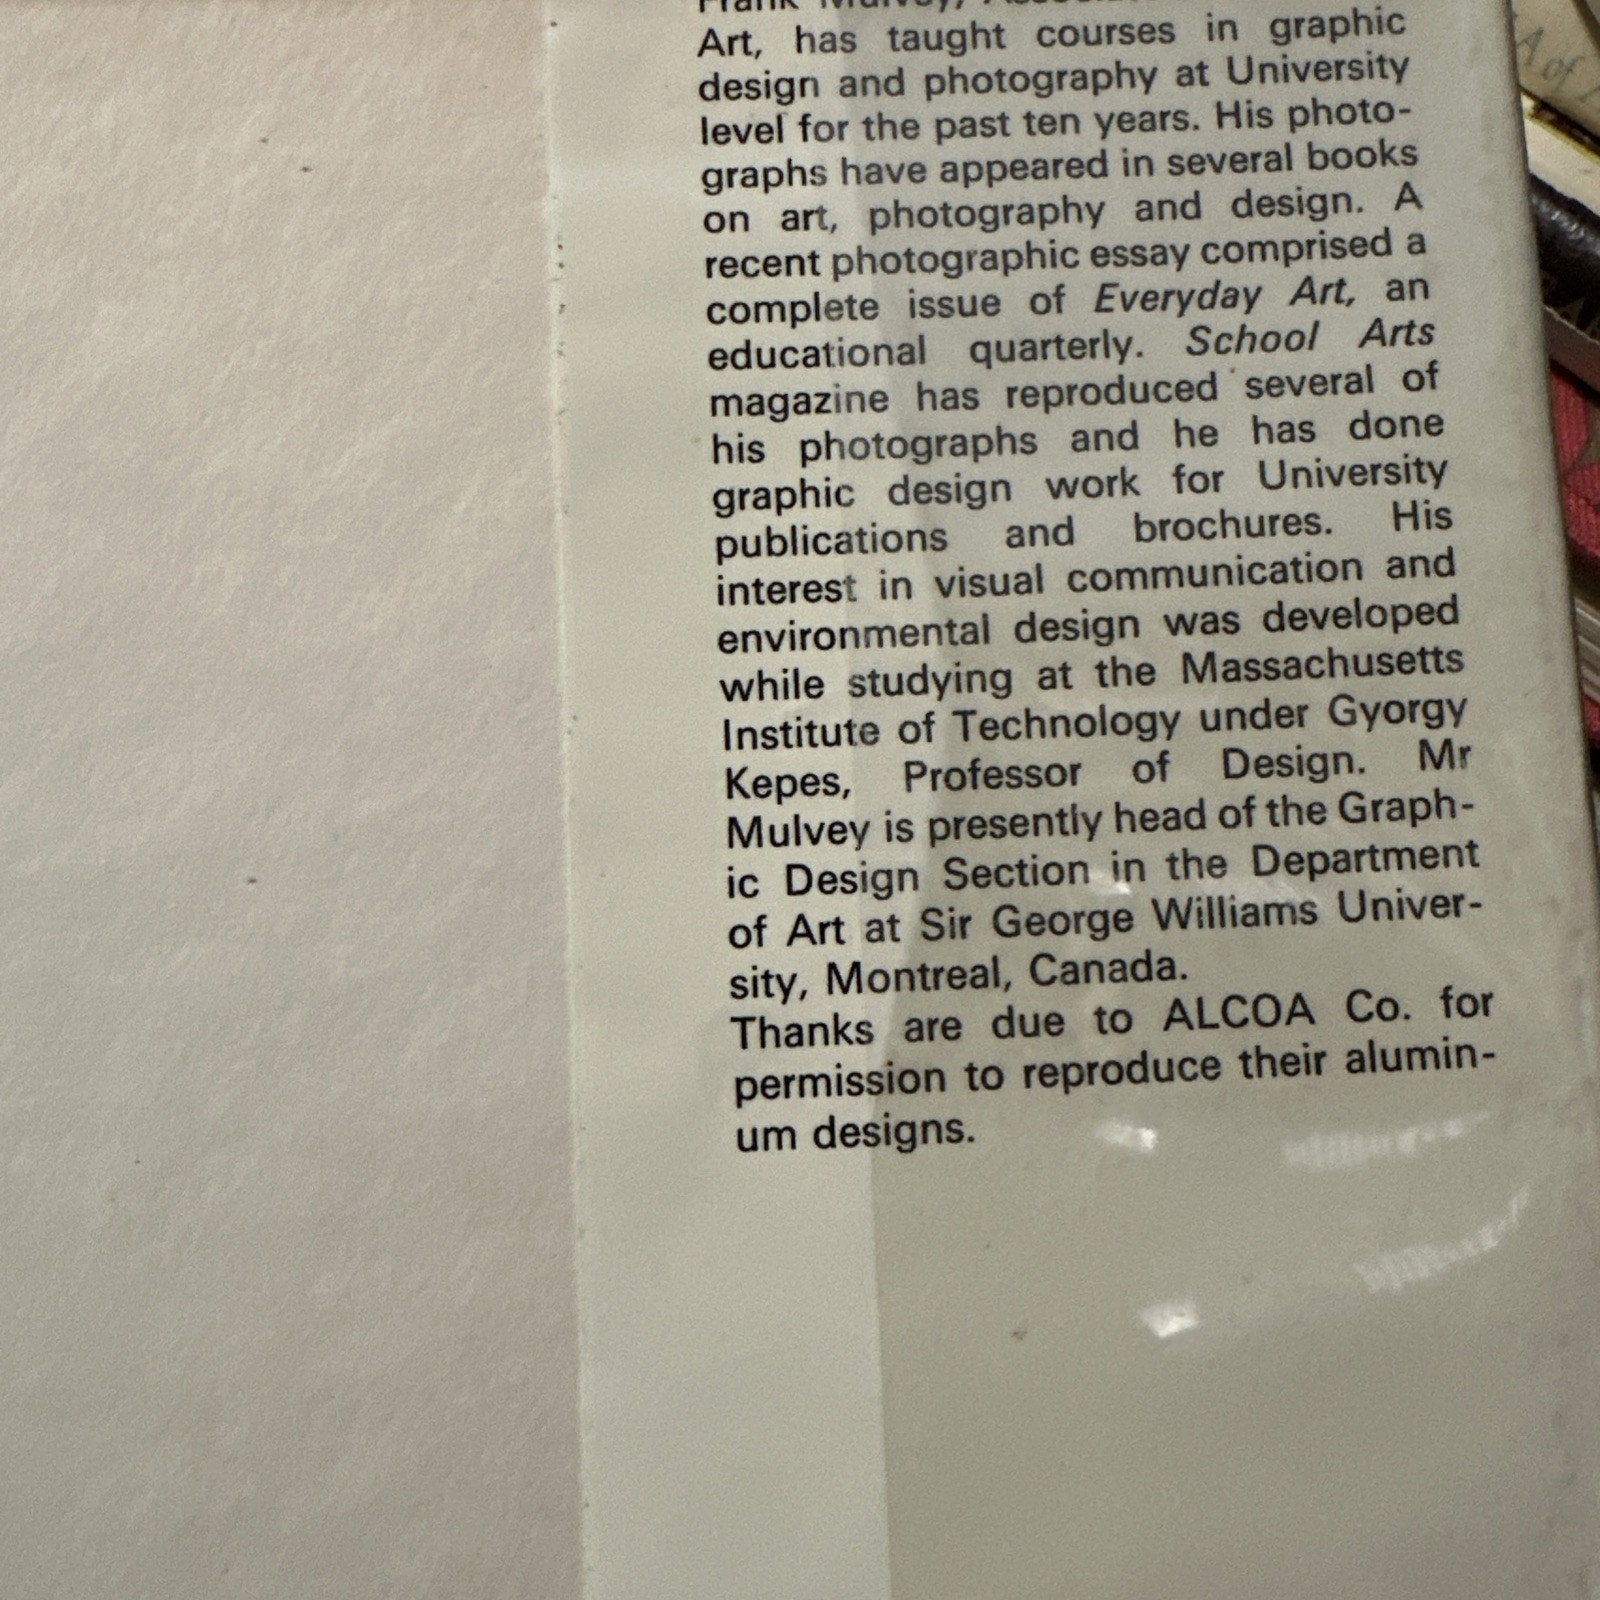 Frank Mulvey,
Art, has taught courses in graphic
design and photography at University
level for the past ten years. His photo-
graphs have appeared in several books
on art, photography and design. A
recent photographic essay comprised a
complete issue of Everyday Art, an
educational quarterly. School Arts
magazine has reproduced several of
his photographs and he has done
graphic design work for University
publications and brochures. His
interest in visual communication and
environmental design was developed
while studying at the Massachusetts
Institute of Technology under Gyorgy
Kepes, Professor of Design. Mr
Mulvey is presently head of the Graph-
ic Design Section in the Department
of Art at Sir George Williams Univer-
sity, Montreal, Canada.
Thanks are due to ALCOA Co. for
permission to reproduce their alumin-
um designs.